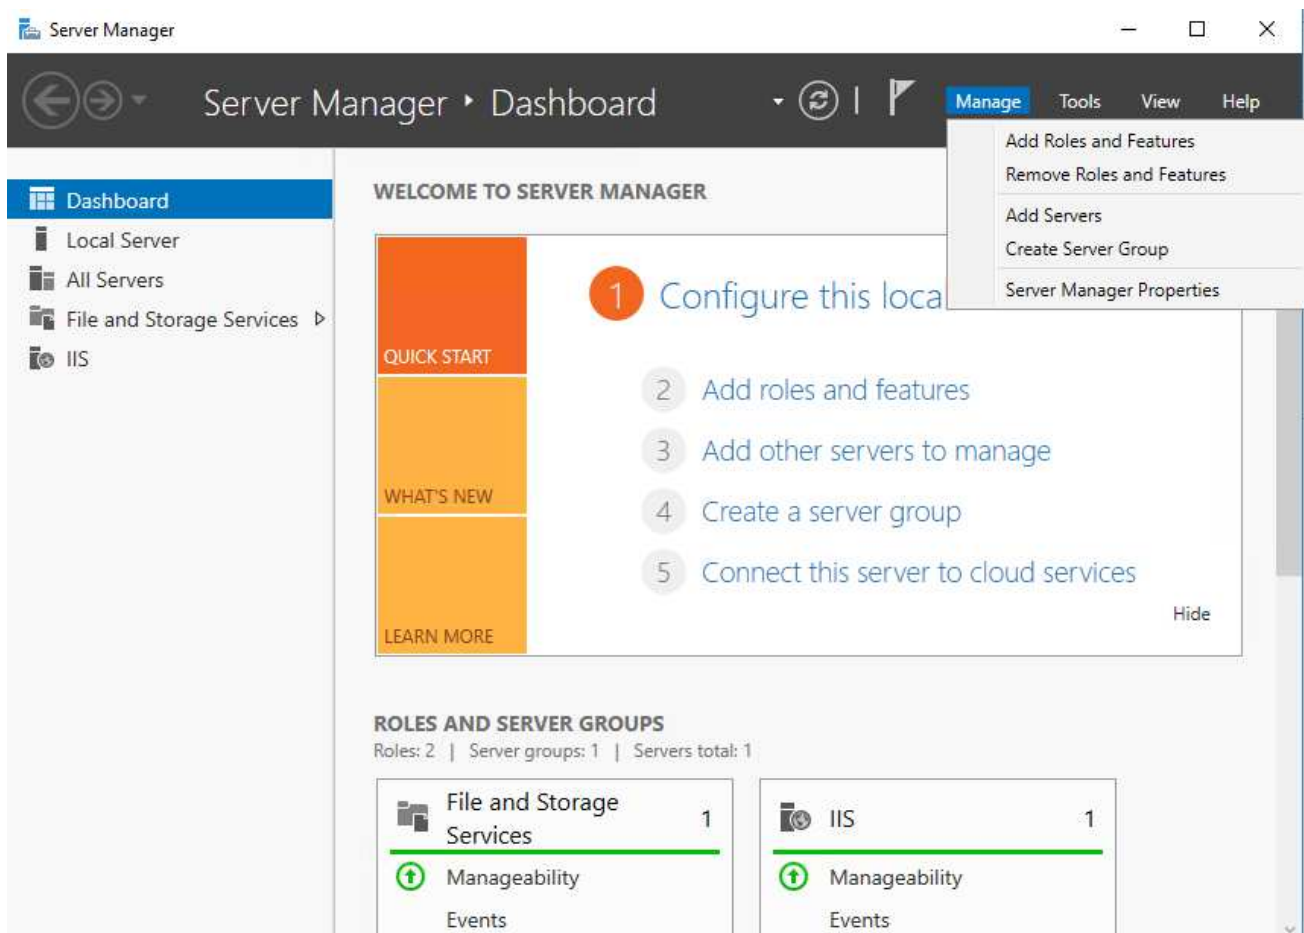 Server Manager
Server Manager ‣ Dashboard
Manage Tools View Help
Add Roles and Features
Remove Roles and Features
Add Servers
Create Server Group
Server Manager Properties
Dashboard
Local Server
All Servers
File and Storage Services
IIS
WELCOME TO SERVER MANAGER
QUICK START
WHAT'S NEW
LEARN MORE
1 Configure this loca
2 Add roles and features
3 Add other servers to manage
4 Create a server group
5 Connect this server to cloud services
Hide
ROLES AND SERVER GROUPS
Roles: 2 | Server groups: 1 | Servers total: 1
File and Storage
Services
1
Manageability
Events
IIS 1
Manageability
Events